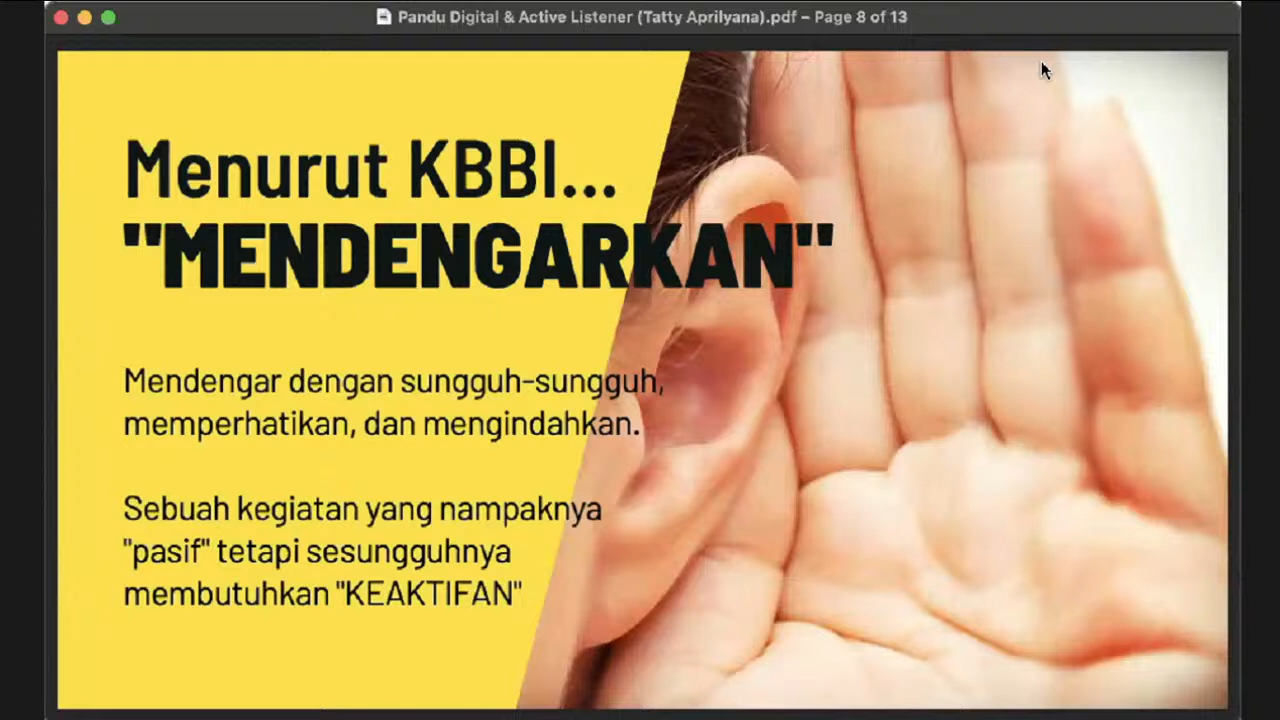 Pandu Digital & Active Listener (Tatty Aprilyana).pdf – Page 8 of 13
Menurut KBBI...
"MENDENGARKAN"
Mendengar dengan sungguh-sungguh,
memperhatikan, dan mengindahkan.
Sebuah kegiatan yang nampaknya
"pasif" tetapi sesungguhnya
membutuhkan "KEAKTIFAN"